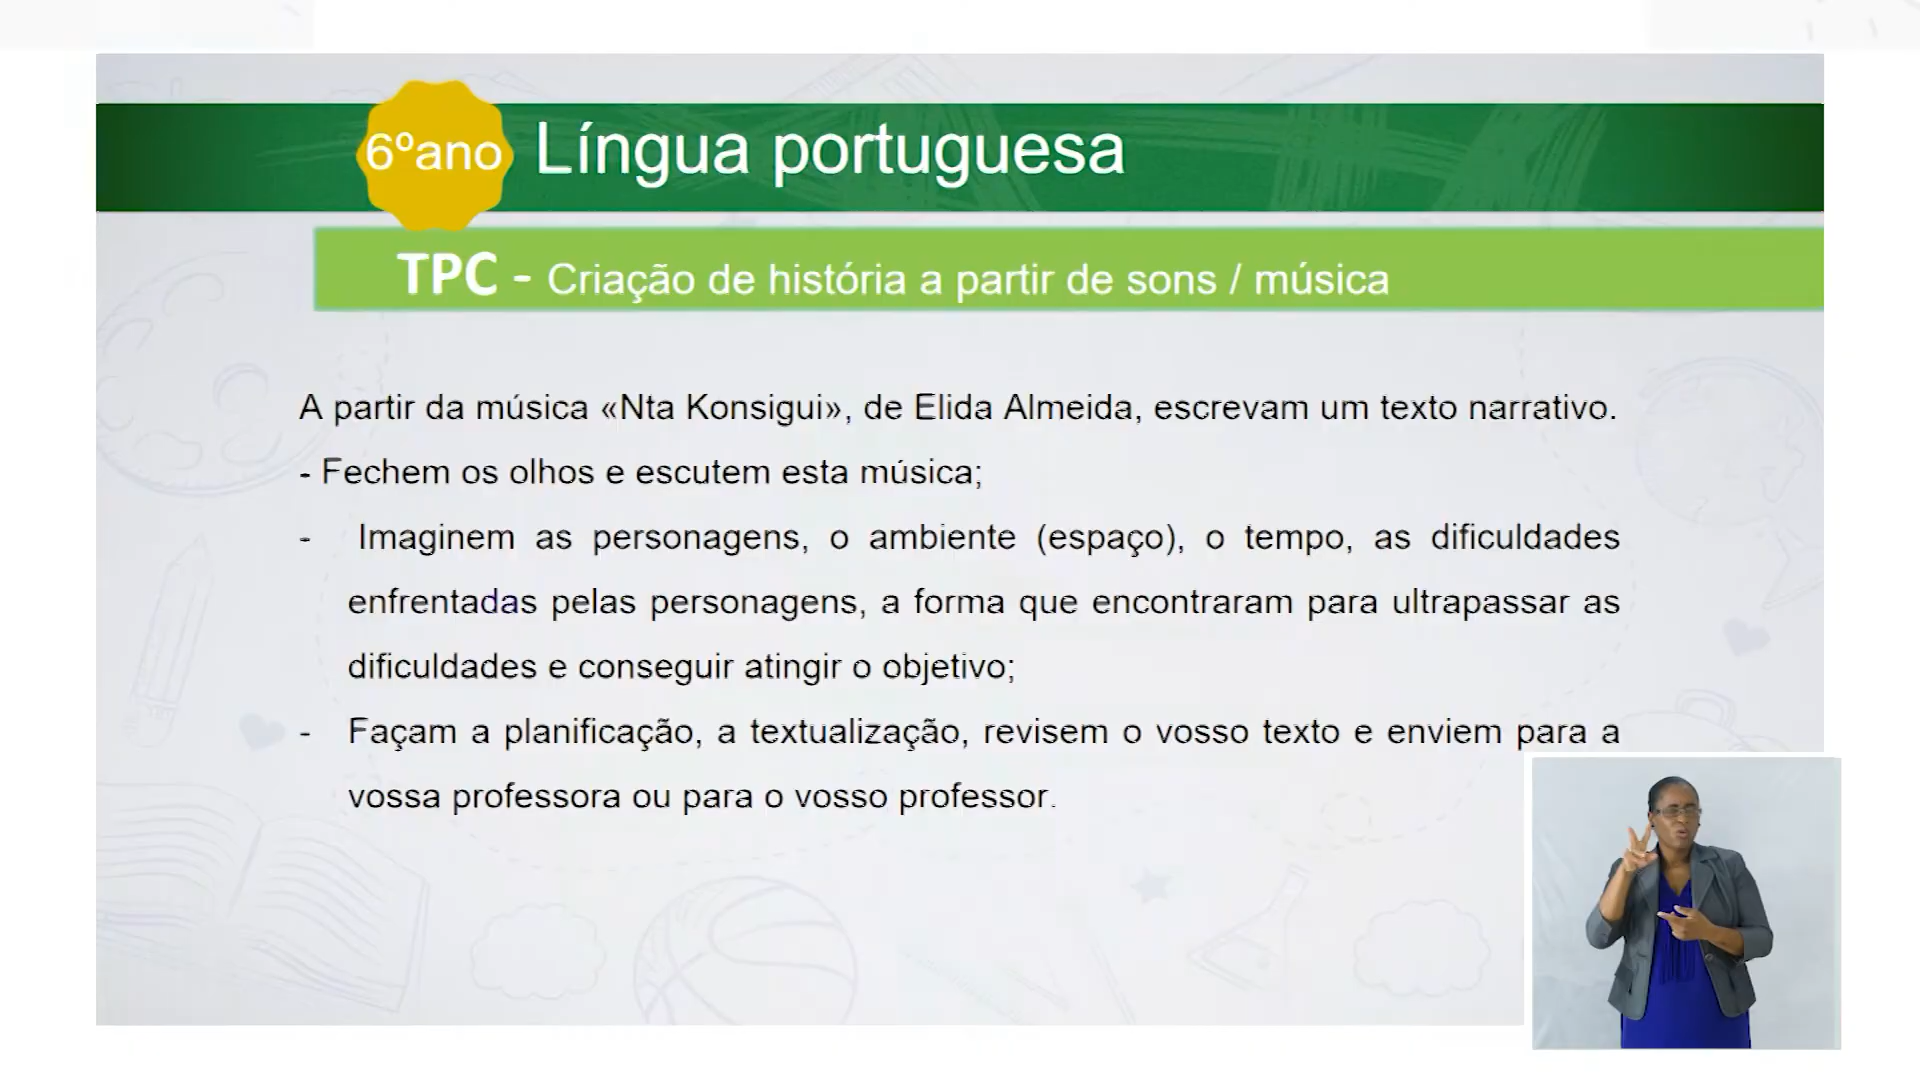 6ºano Língua portuguesa
TPC - Criação de história a partir de sons / música
A partir da música «Nta Konsigui», de Elida Almeida, escrevam um texto narrativo.
- Fechem os olhos e escutem esta música;
- Imaginem as personagens, o ambiente (espaço), o tempo, as dificuldades
enfrentadas pelas personagens, a forma que encontraram para ultrapassar as
dificuldades e conseguir atingir o objetivo;
- Façam a planificação, a textualização, revisem o vosso texto e enviem para a
vossa professora ou para o vosso professor.